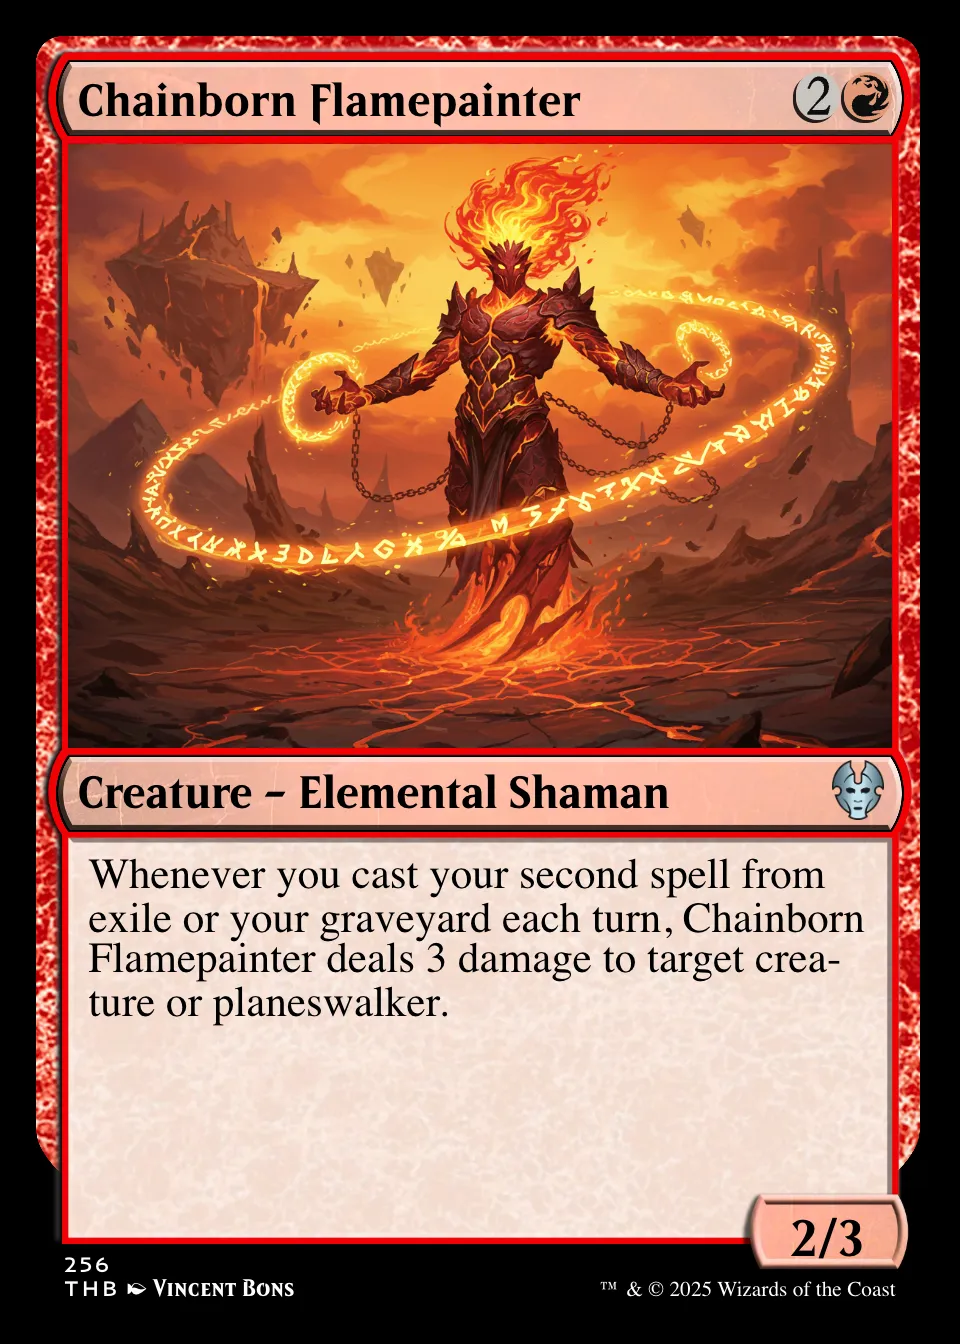 Chainborn Flamepainter 2
Creature – Elemental Shaman
Whenever you cast your second spell from
exile or your graveyard each turn, Chainborn
Flamepainter deals 3 damage to target crea-
ture or planeswalker.
2/3
256
THB Vincent Bons
™ & © 2025 Wizards of the Coast